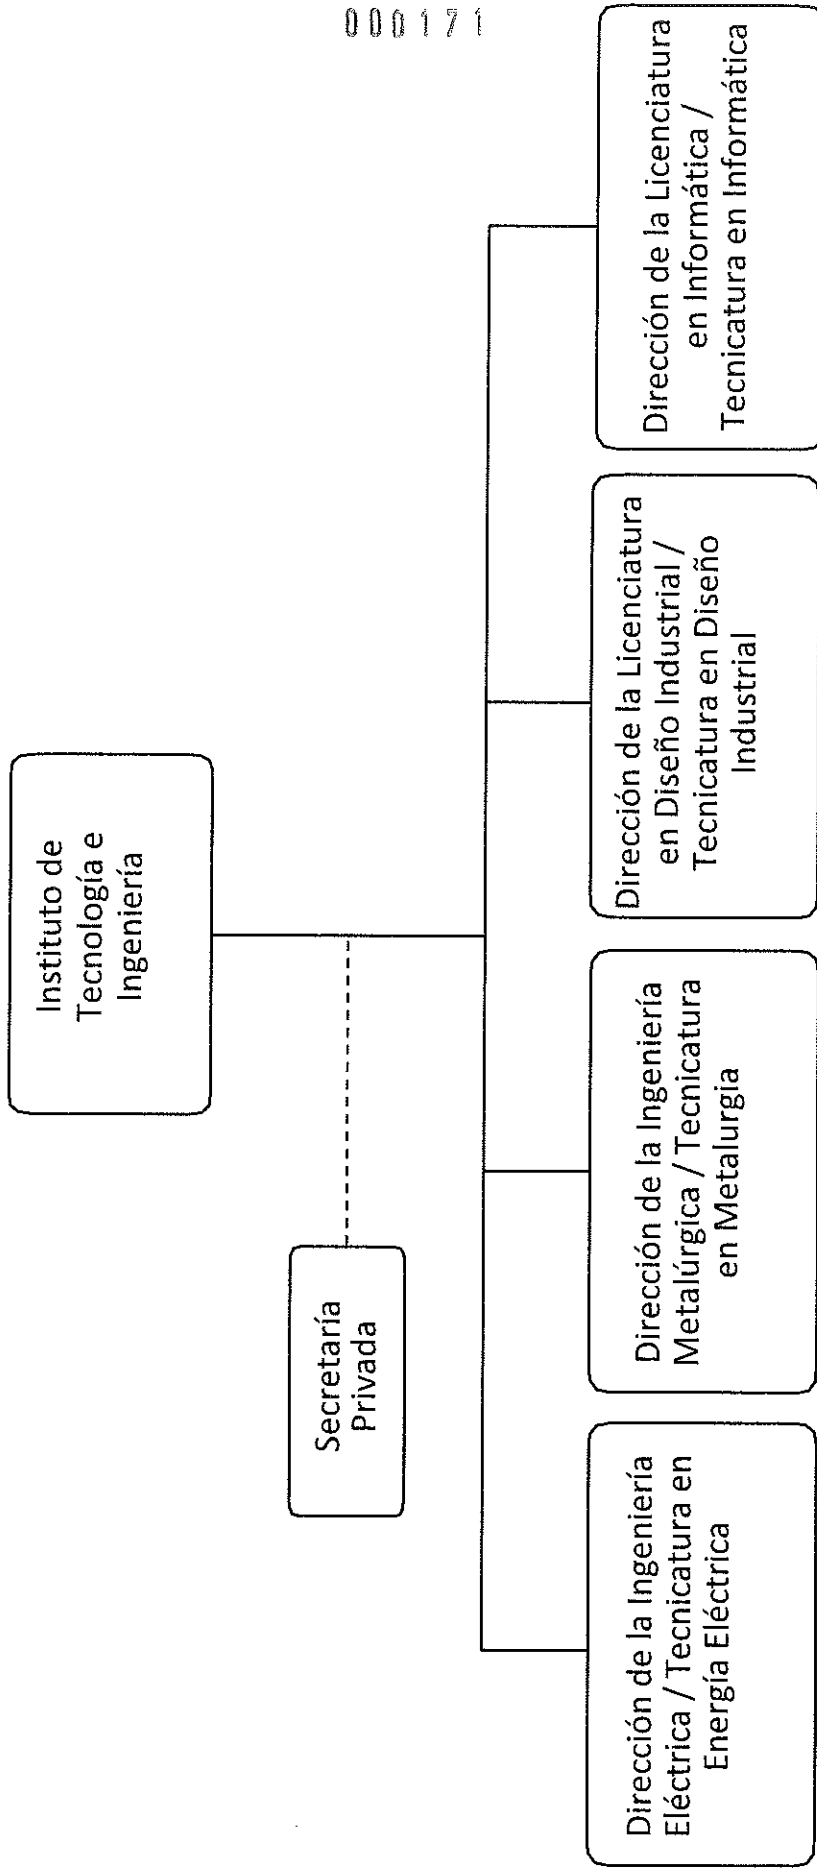 000171
Instituto de
Tecnología e
Ingeniería
Secretaría
Privada
Dirección de la Ingeniería
Eléctrica / Tecnicatura en
Energía Eléctrica
Dirección de la Ingeniería
Metalúrgica / Tecnicatura
en Metalurgia
Dirección de la Licenciatura
en Diseño Industrial /
Tecnicatura en Diseño
Industrial
Dirección de la Licenciatura
en Informática /
Tecnicatura en Informática